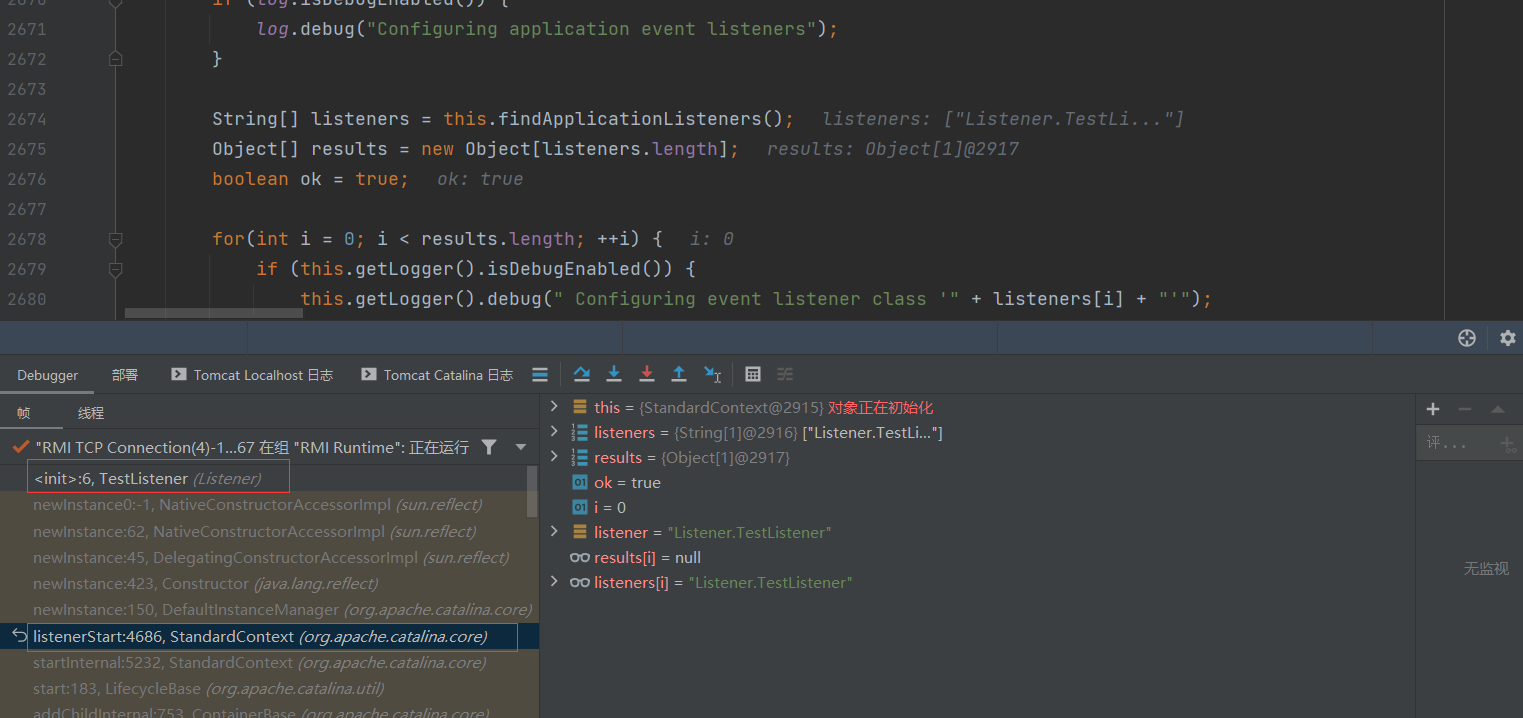 2670 if (log.isDebugEnabled()) {
2671 log.debug("Configuring application event listeners");
2672 }
2673
2674 String[] listeners = this.findApplicationListeners(); listeners: ["Listener.TestLi..."]
2675 Object[] results = new Object[listeners.length]; results: Object[1]@2917
2676 boolean ok = true; ok: true
2677
2678 for(int i = 0; i < results.length; ++i) { i: 0
2679 if (this.getLogger().isDebugEnabled()) {
2680 this.getLogger().debug(" Configuring event listener class '" + listeners[i] + "'");
Debugger 部署 Tomcat Localhost 日志 Tomcat Catalina 日志
帧 线程
"RMI TCP Connection(4)-1...67 在组 "RMI Runtime": 正在运行
<init>:6, TestListener (Listener)
newInstance0:-1, NativeConstructorAccessorImpl (sun.reflect)
newInstance:62, NativeConstructorAccessorImpl (sun.reflect)
newInstance:45, DelegatingConstructorAccessorImpl (sun.reflect)
newInstance:423, Constructor (java.lang.reflect)
newInstance:150, DefaultInstanceManager (org.apache.catalina.core)
listenerStart:4686, StandardContext (org.apache.catalina.core)
startInternal:5232, StandardContext (org.apache.catalina.core)
start:183, LifecycleBase (org.apache.catalina.util)
addChildInternal:753, ContainerBase (org.apache.catalina.core)
this = {StandardContext@2915} 对象正在初始化
listeners = {String[1]@2916} ["Listener.TestLi..."]
results = {Object[1]@2917}
ok = true
i = 0
listener = "Listener.TestListener"
results[i] = null
listeners[i] = "Listener.TestListener"
评...
无监视